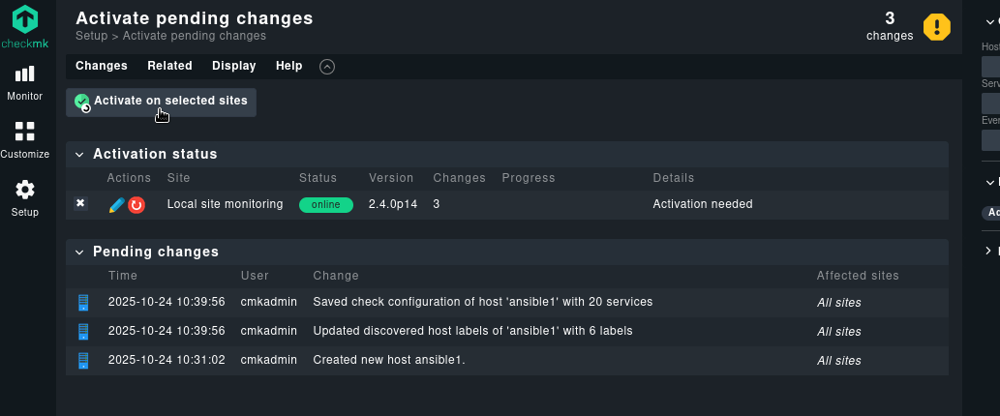 Activate pending changes
Setup > Activate pending changes
3
changes
checkmk
Changes Related Display Help
Monitor
Customize
Setup
Activate on selected sites
Activation status
Actions Site Status Version Changes Progress Details
Local site monitoring online 2.4.0p14 3 Activation needed
Pending changes
Time User Change Affected sites
2025-10-24 10:39:56 cmkadmin Saved check configuration of host 'ansible1' with 20 services All sites
2025-10-24 10:39:56 cmkadmin Updated discovered host labels of 'ansible1' with 6 labels All sites
2025-10-24 10:31:02 cmkadmin Created new host ansible1. All sites
Host
Serv
Even